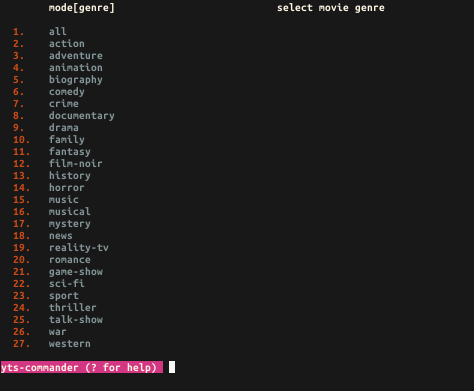 mode[genre] select movie genre
1. all
2. action
3. adventure
4. animation
5. biography
6. comedy
7. crime
8. documentary
9. drama
10. family
11. fantasy
12. film-noir
13. history
14. horror
15. music
16. musical
17. mystery
18. news
19. reality-tv
20. romance
21. game-show
22. sci-fi
23. sport
24. thriller
25. talk-show
26. war
27. western
yts-commander (? for help)